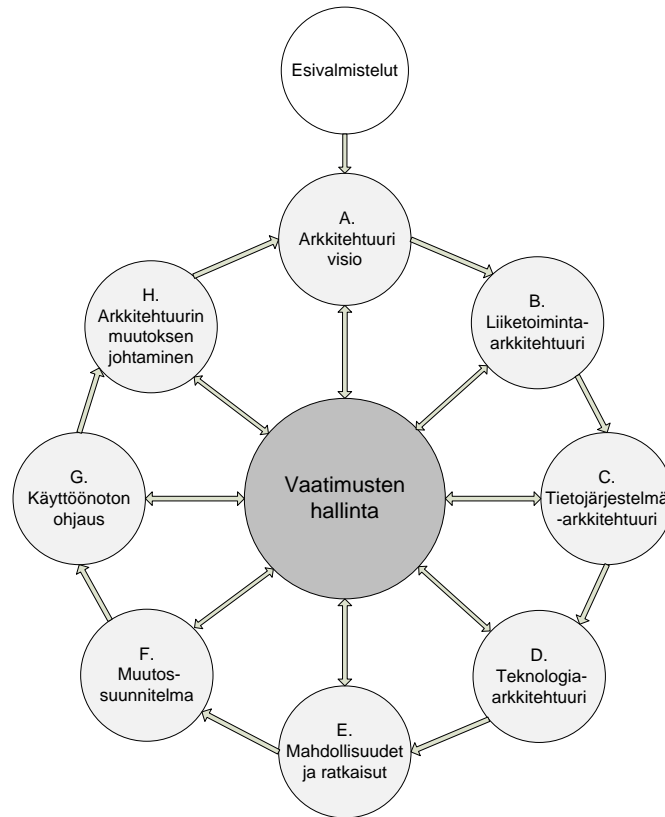 Esivalmistelut
A.
Arkkitehtuuri
visio
B.
Liiketoiminta-
arkkitehtuuri
C.
Tietojärjestelmä
-arkkitehtuuri
D.
Teknologia-
arkkitehtuuri
E.
Mahdollisuudet
ja ratkaisut
F.
Muutos-
suunnitelma
G.
Käyttöönoton
ohjaus
H.
Arkkitehtuurin
muutoksen
johtaminen
Vaatimusten
hallinta